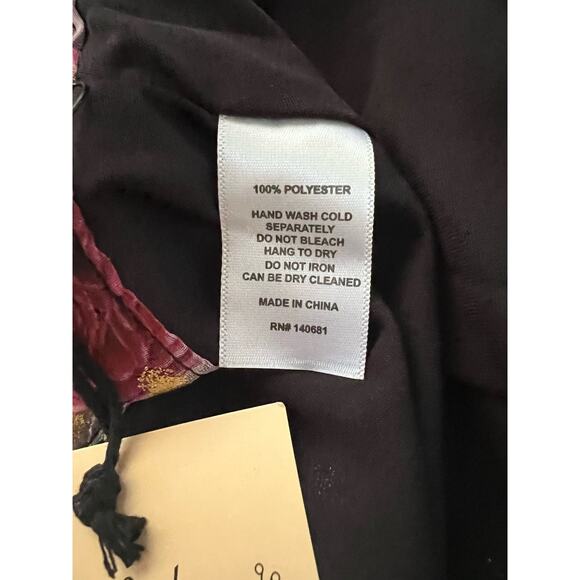 100% POLYESTER
HAND WASH COLD
SEPARATELY
DO NOT BLEACH
HANG TO DRY
DO NOT IRON
CAN BE DRY CLEANED
MADE IN CHINA
RN# 140681